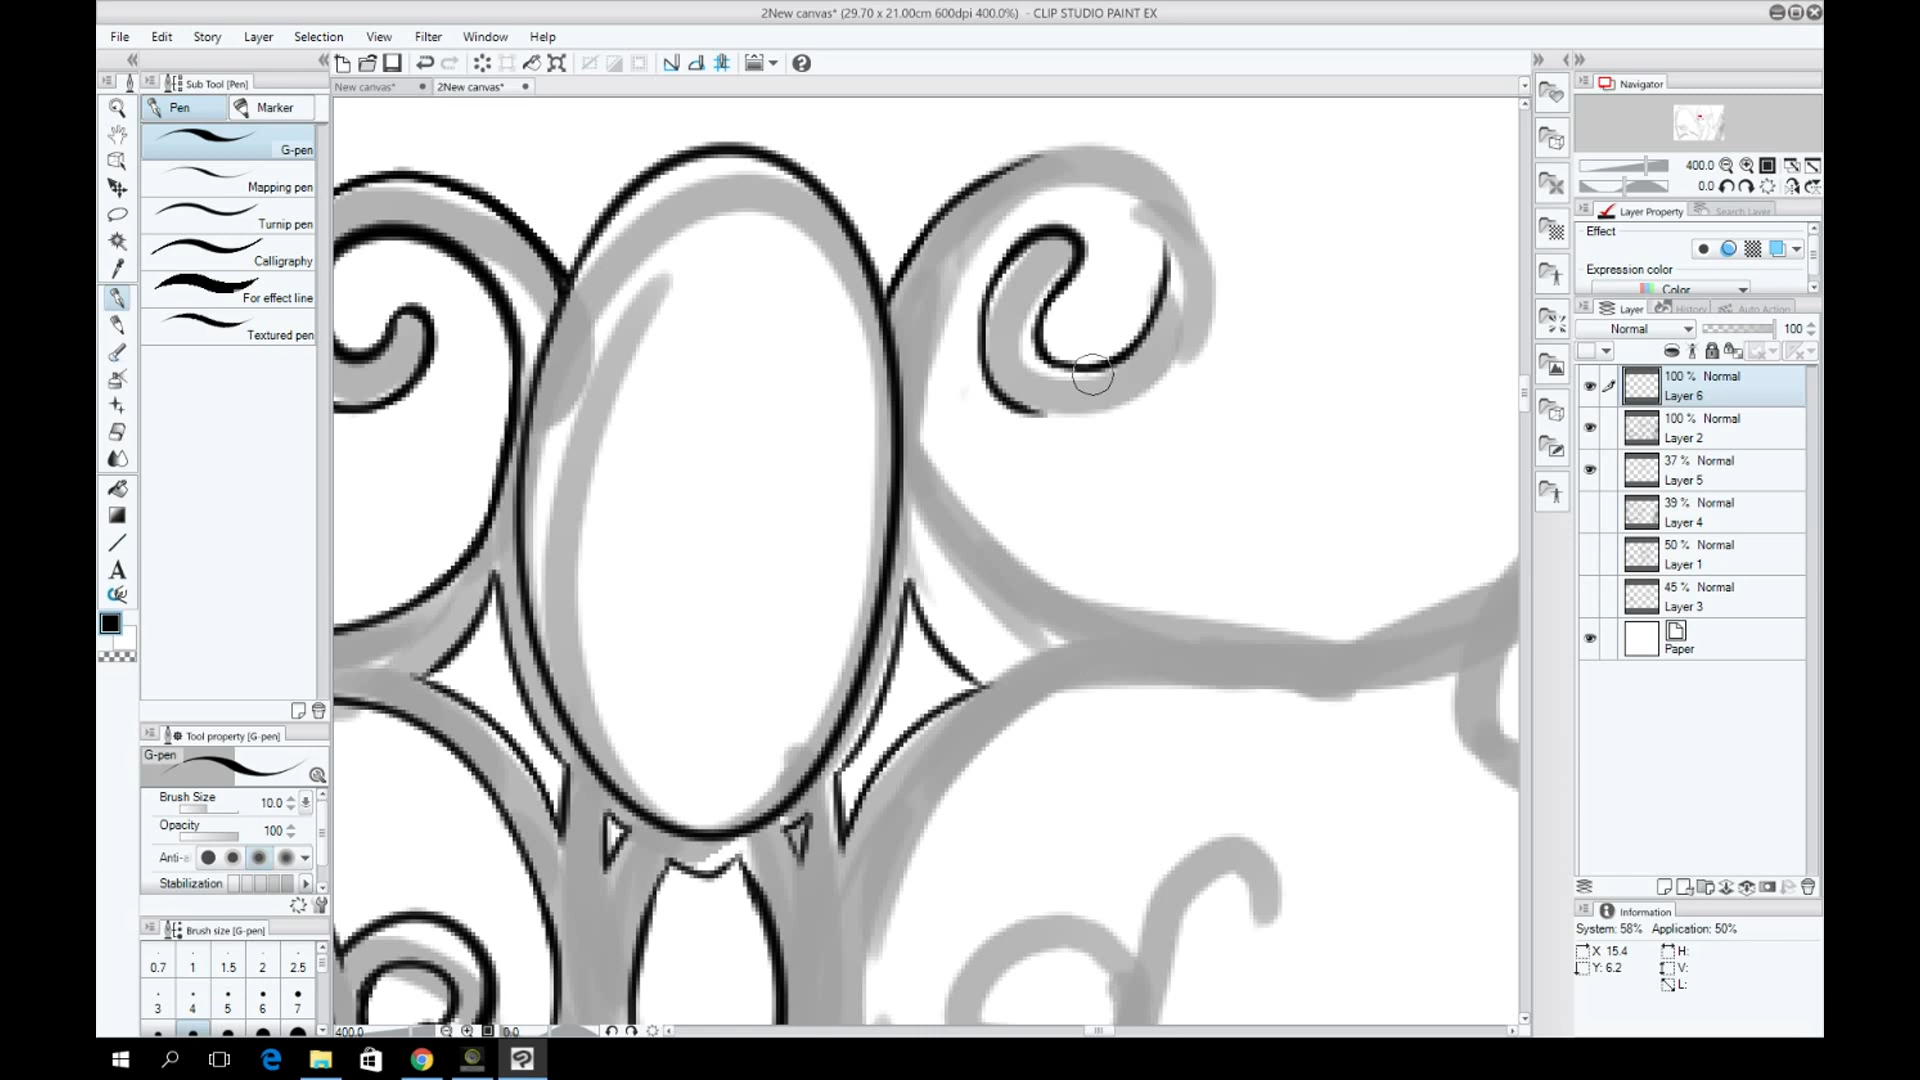 2New canvas* (29.70 x 21.00cm 600dpi 400.0%) - CLIP STUDIO PAINT EX
File Edit Story Layer Selection View Filter Window Help
Sub Tool [Pen]
New canvas* 2New canvas*
Navigator
Pen Marker
G-pen
Mapping pen
Turnip pen
Calligraphy
For effect line
Textured pen
400.0
0.0
Layer Property Search Layer
Effect
Expression color
Color
Layer History Auto Action
Normal 100
100 % Normal
Layer 6
100 % Normal
Layer 2
37 % Normal
Layer 5
39 % Normal
Layer 4
50 % Normal
Layer 1
45 % Normal
Layer 3
Paper
A
Tool property [G-pen]
G-pen
Brush Size 10.0
Opacity 100
Anti-a
Stabilization
Brush size [G-pen]
0.7 1 1.5 2 2.5
3 4 5 6 7
400.0 0.0
Information
System: 58% Application: 50%
X 15.4 H:
Y: 6.2 V:
L: